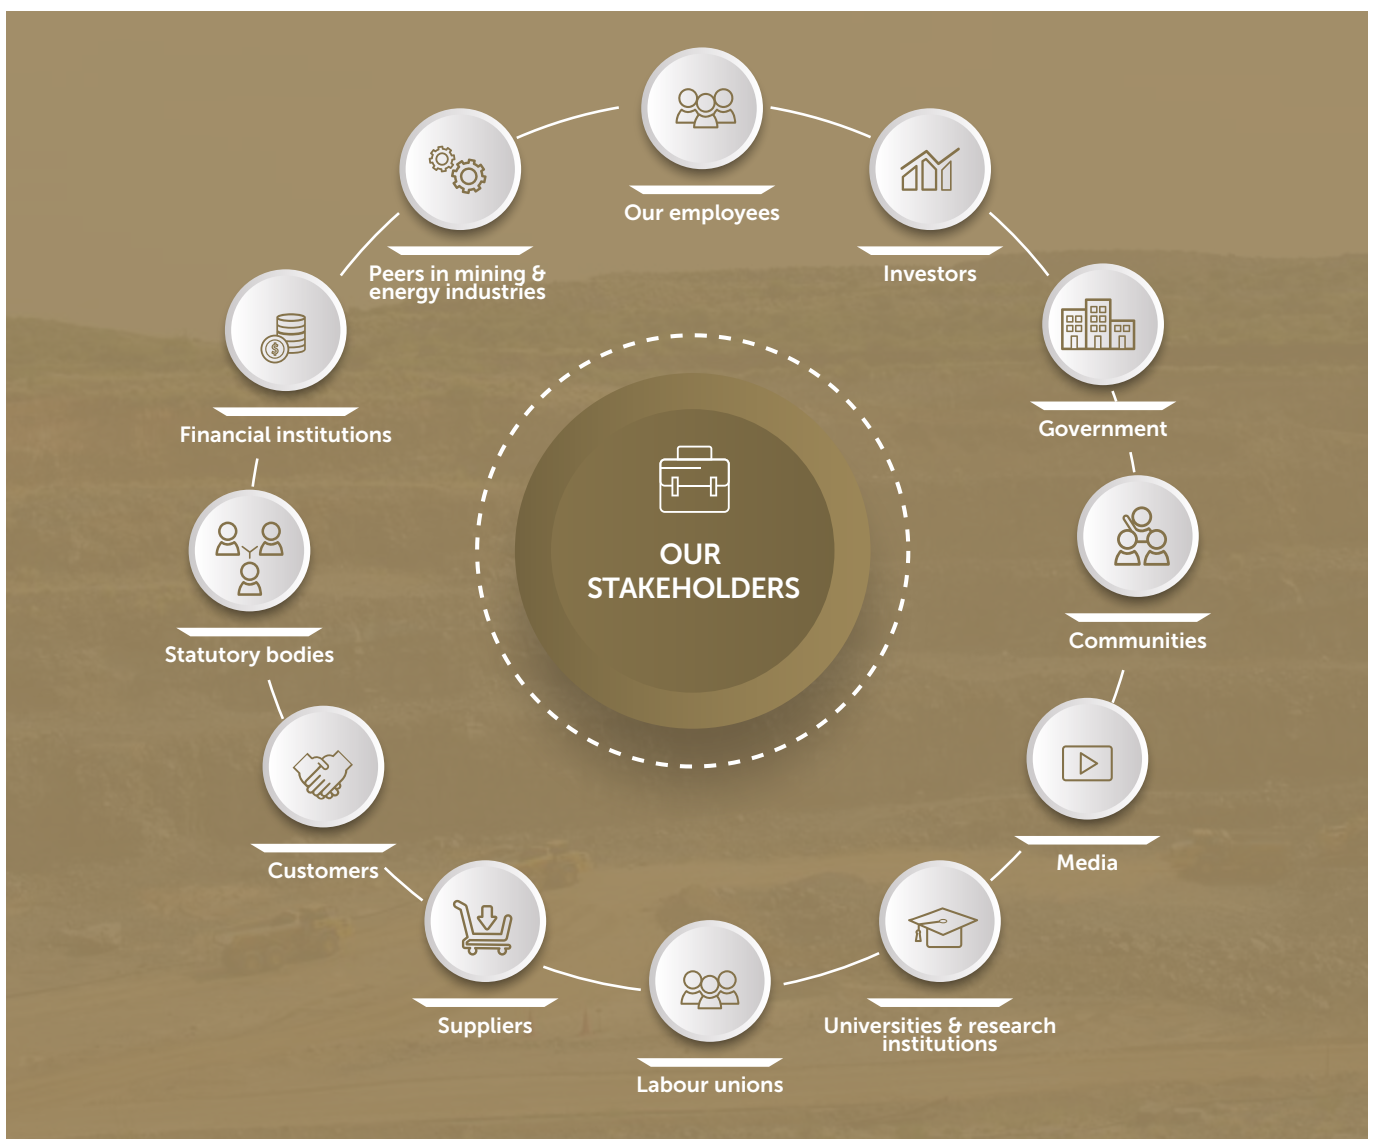 Our employees
Peers in mining &
energy industries
Investors
Financial institutions
Government
OUR
STAKEHOLDERS
Statutory bodies
Communities
Customers
Media
Suppliers
Universities & research
institutions
Labour unions